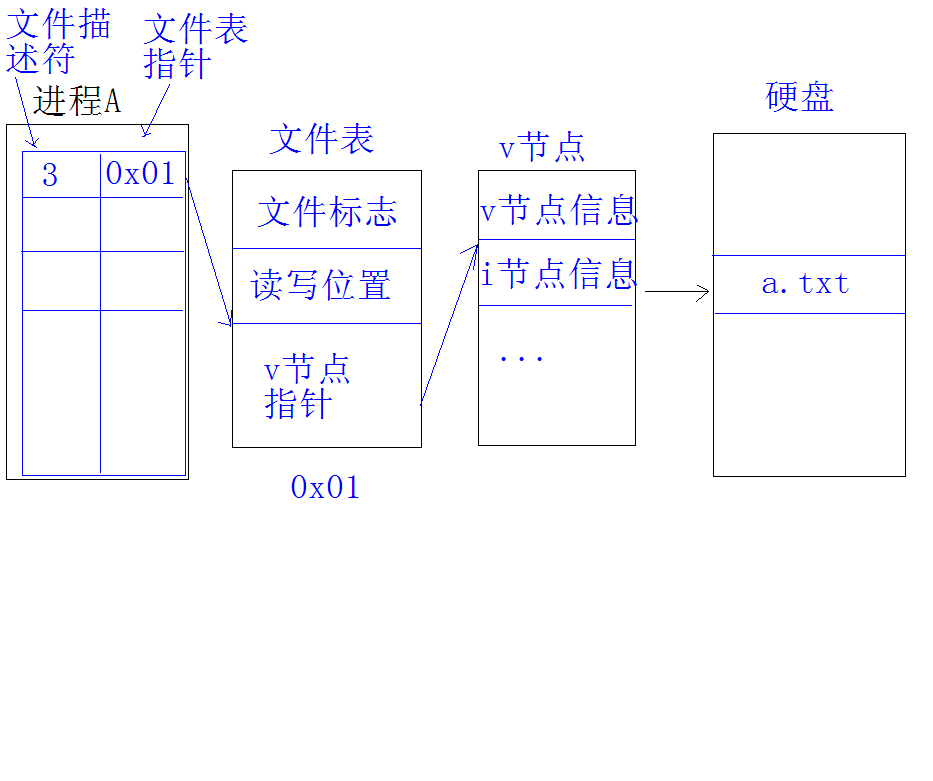 文件描
述符
文件表
指针
进程A
3
0x01
文件表
文件标志
读写位置
v节点
指针
0x01
v节点
v节点信息
i节点信息
...
硬盘
a.txt